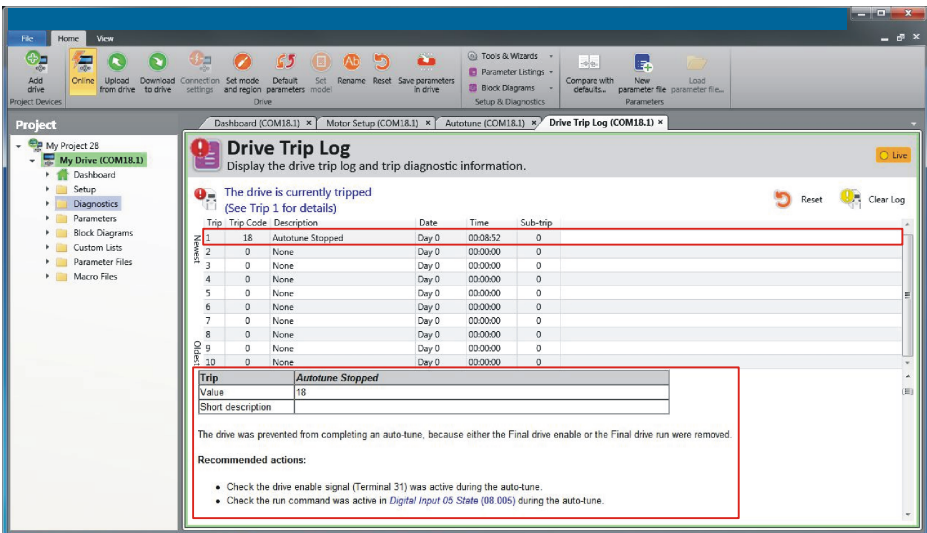 File Home View
Add drive
Online
Upload from drive
Download to drive
Connection settings
Set mode and region
Default parameters
Set model
Rename
Reset
Save parameters in drive
Tools & Wizards
Parameter Listings
Block Diagrams
Compare with defaults...
New parameter file
Load parameter file...
Project Devices Drive Setup & Diagnostics Parameters
Project
Dashboard (COM18.1) × Motor Setup (COM18.1) × Autotune (COM18.1) × Drive Trip Log (COM18.1) ×
My Project 28
My Drive (COM18.1)
Dashboard
Setup
Diagnostics
Parameters
Block Diagrams
Custom Lists
Parameter Files
Macro Files
Drive Trip Log
Display the drive trip log and trip diagnostic information.
Live
The drive is currently tripped
(See Trip 1 for details)
Reset Clear Log
Trip Trip Code Description Date Time Sub-trip
Newest
1 18 Autotune Stopped Day 0 00:08:52 0
2 0 None Day 0 00:00:00 0
3 0 None Day 0 00:00:00 0
4 0 None Day 0 00:00:00 0
5 0 None Day 0 00:00:00 0
6 0 None Day 0 00:00:00 0
7 0 None Day 0 00:00:00 0
8 0 None Day 0 00:00:00 0
9 0 None Day 0 00:00:00 0
10 0 None Day 0 00:00:00 0
Oldest
Trip Autotune Stopped
Value 18
Short description
The drive was prevented from completing an auto-tune, because either the Final drive enable or the Final drive run were removed.
Recommended actions:
• Check the drive enable signal (Terminal 31) was active during the auto-tune.
• Check the run command was active in Digital Input 05 State (08.005) during the auto-tune.